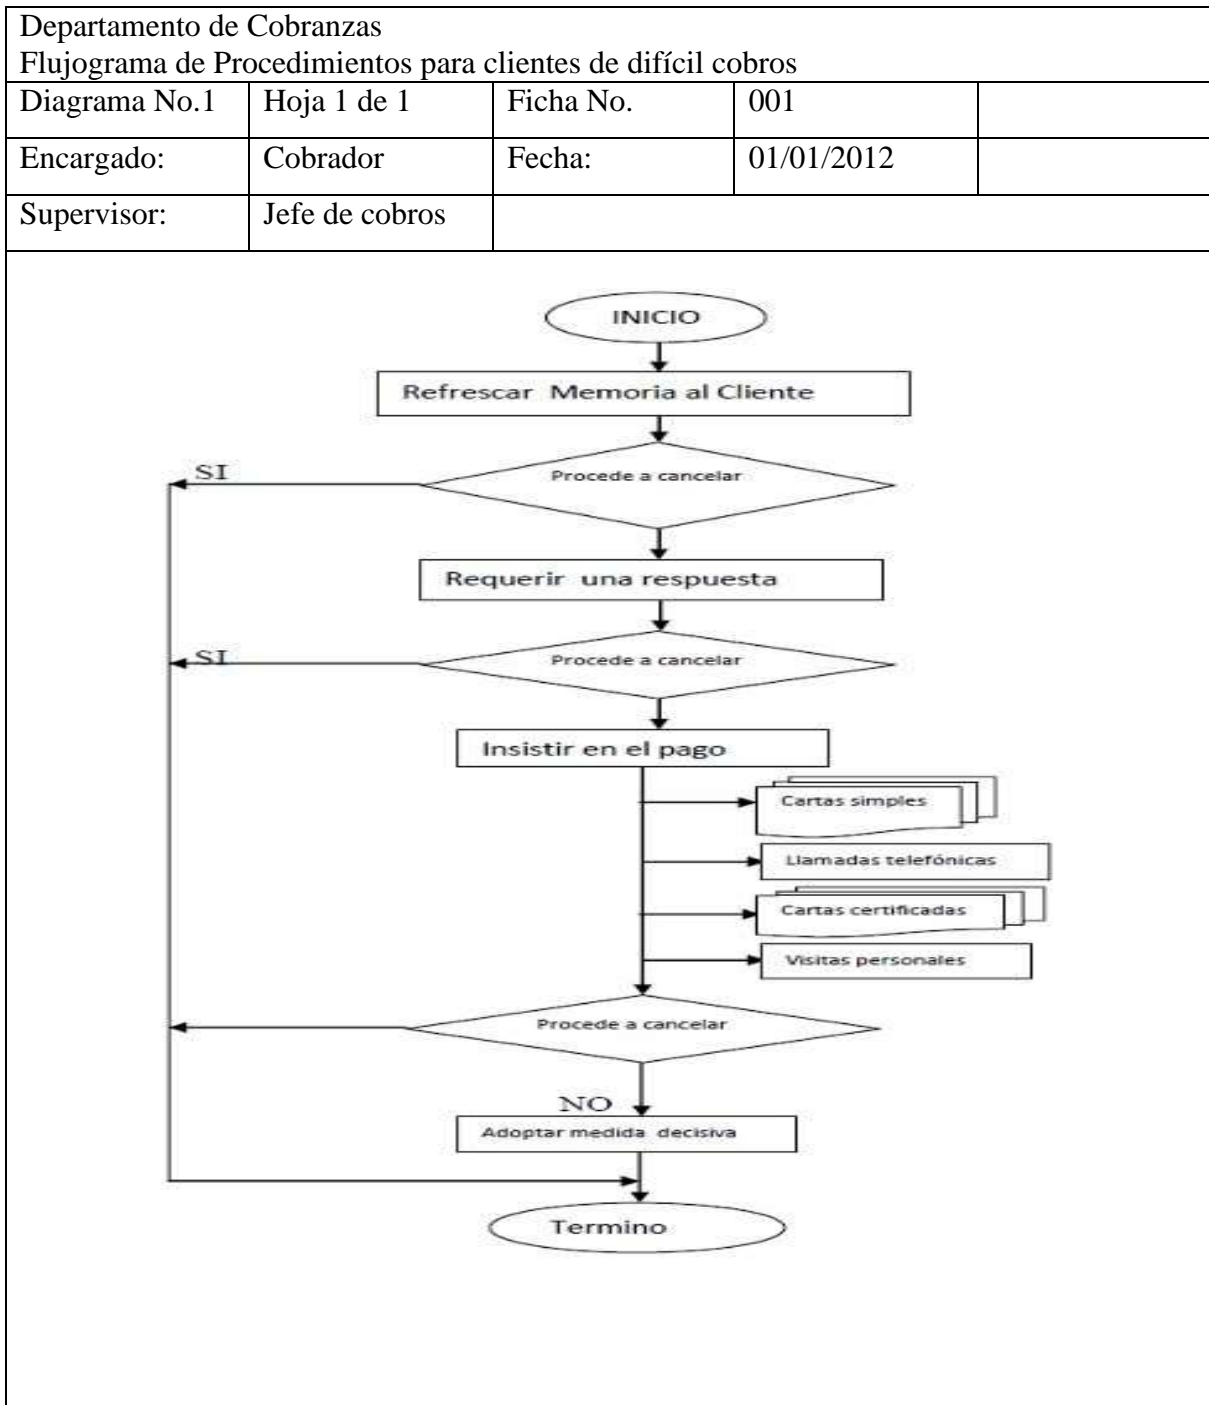 Departamento de Cobranzas
Flujograma de Procedimientos para clientes de difícil cobros
Diagrama No.1 Hoja 1 de 1 Ficha No. 001
Encargado: Cobrador Fecha: 01/01/2012
Supervisor: Jefe de cobros
INICIO
Refrescar Memoria al Cliente
Procede a cancelar
SI
Requerir una respuesta
Procede a cancelar
SI
Insistir en el pago
Cartas simples
Llamadas telefónicas
Cartas certificadas
Visitas personales
Procede a cancelar
NO
Adoptar medida decisiva
Termino